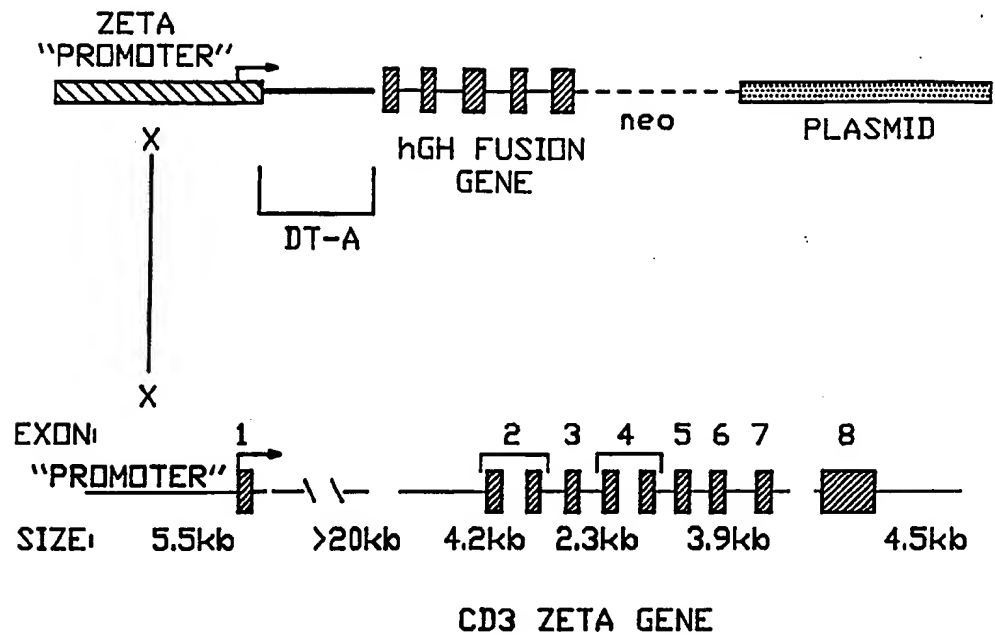 ZETA
"PROMOTER"
neo
PLASMID
hGH FUSION
GENE
X
DT-A
X
EXON: 1 2 3 4 5 6 7 8
"PROMOTER"
SIZE: 5.5kb >20kb 4.2kb 2.3kb 3.9kb 4.5kb
CD3 ZETA GENE